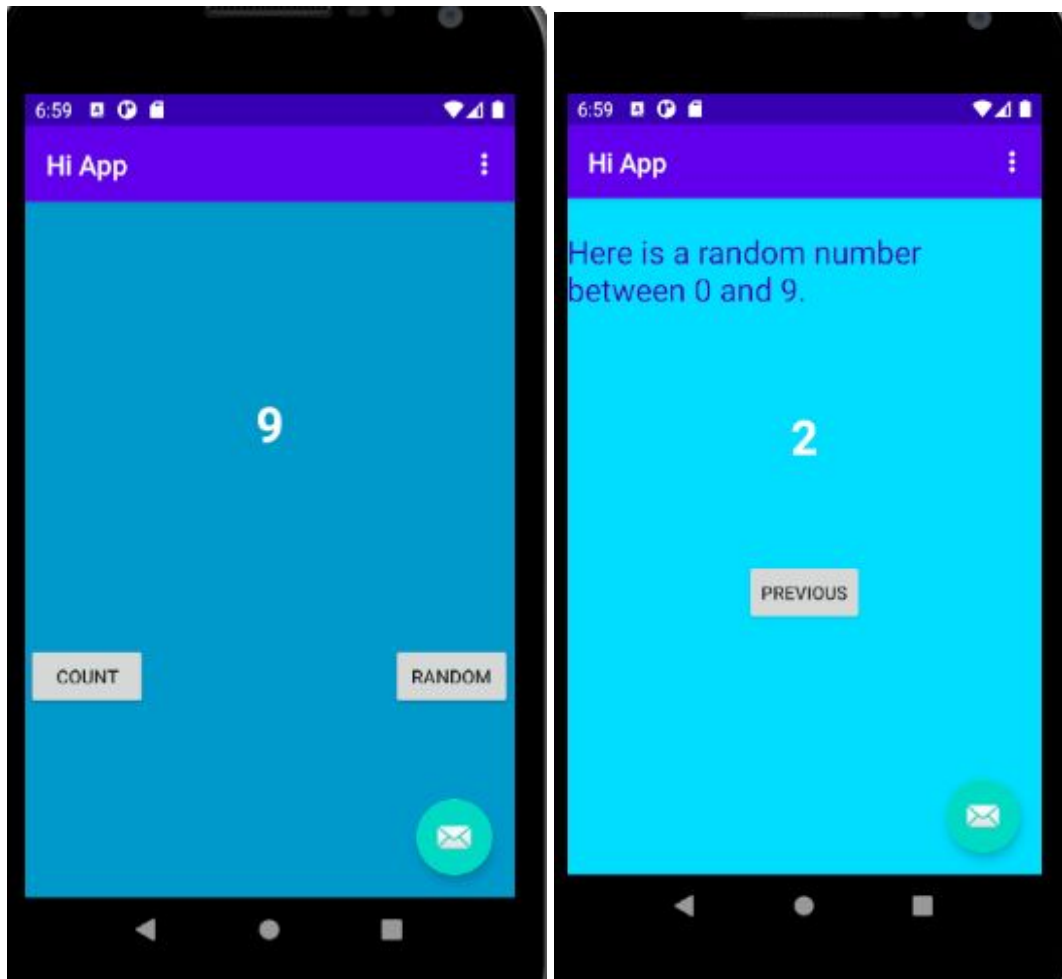 6:59
Hi App
9
COUNT
RANDOM
6:59
Hi App
Here is a random number
between 0 and 9.
2
PREVIOUS